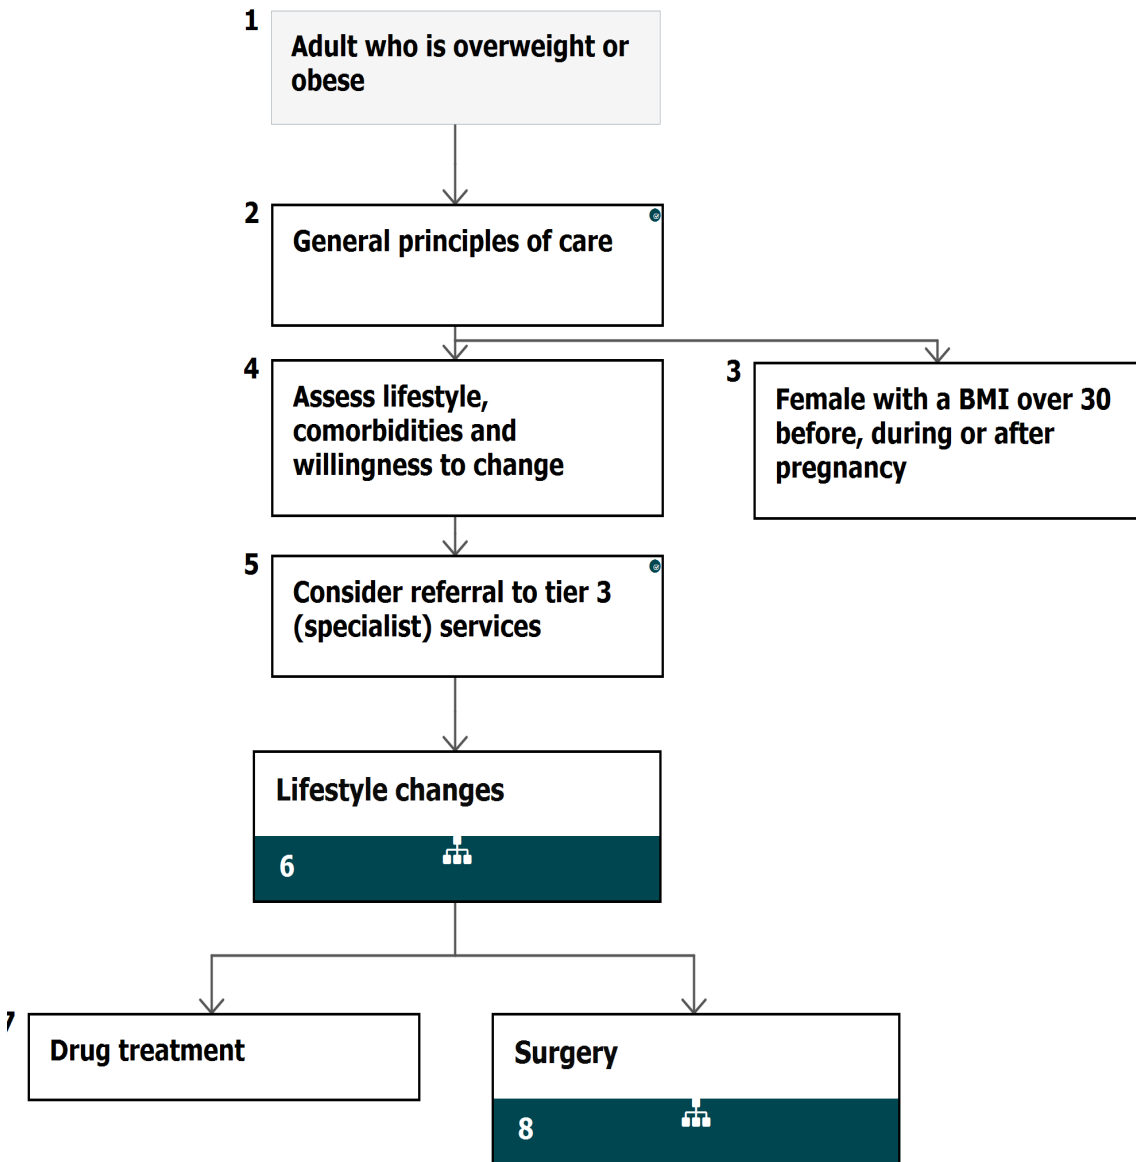 1
Adult who is overweight or
obese
2
General principles of care
4
Assess lifestyle,
comorbidities and
willingness to change
3
Female with a BMI over 30
before, during or after
pregnancy
5
Consider referral to tier 3
(specialist) services
Lifestyle changes
6
7
Drug treatment
Surgery
8